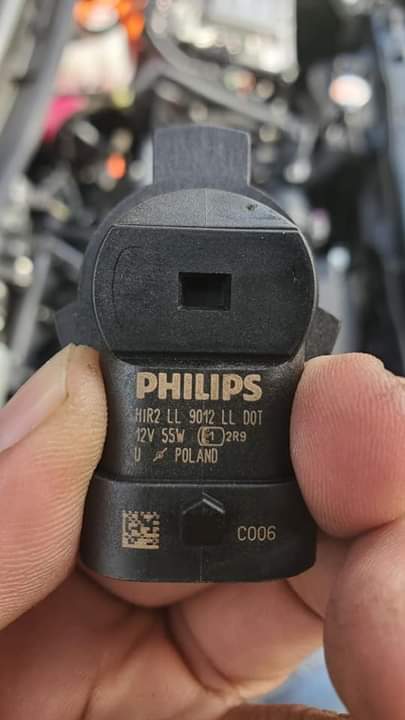 PHILIPS
HIR2 LL 9012 LL DOT
12V 55W E1 2R9
U POLAND
C006